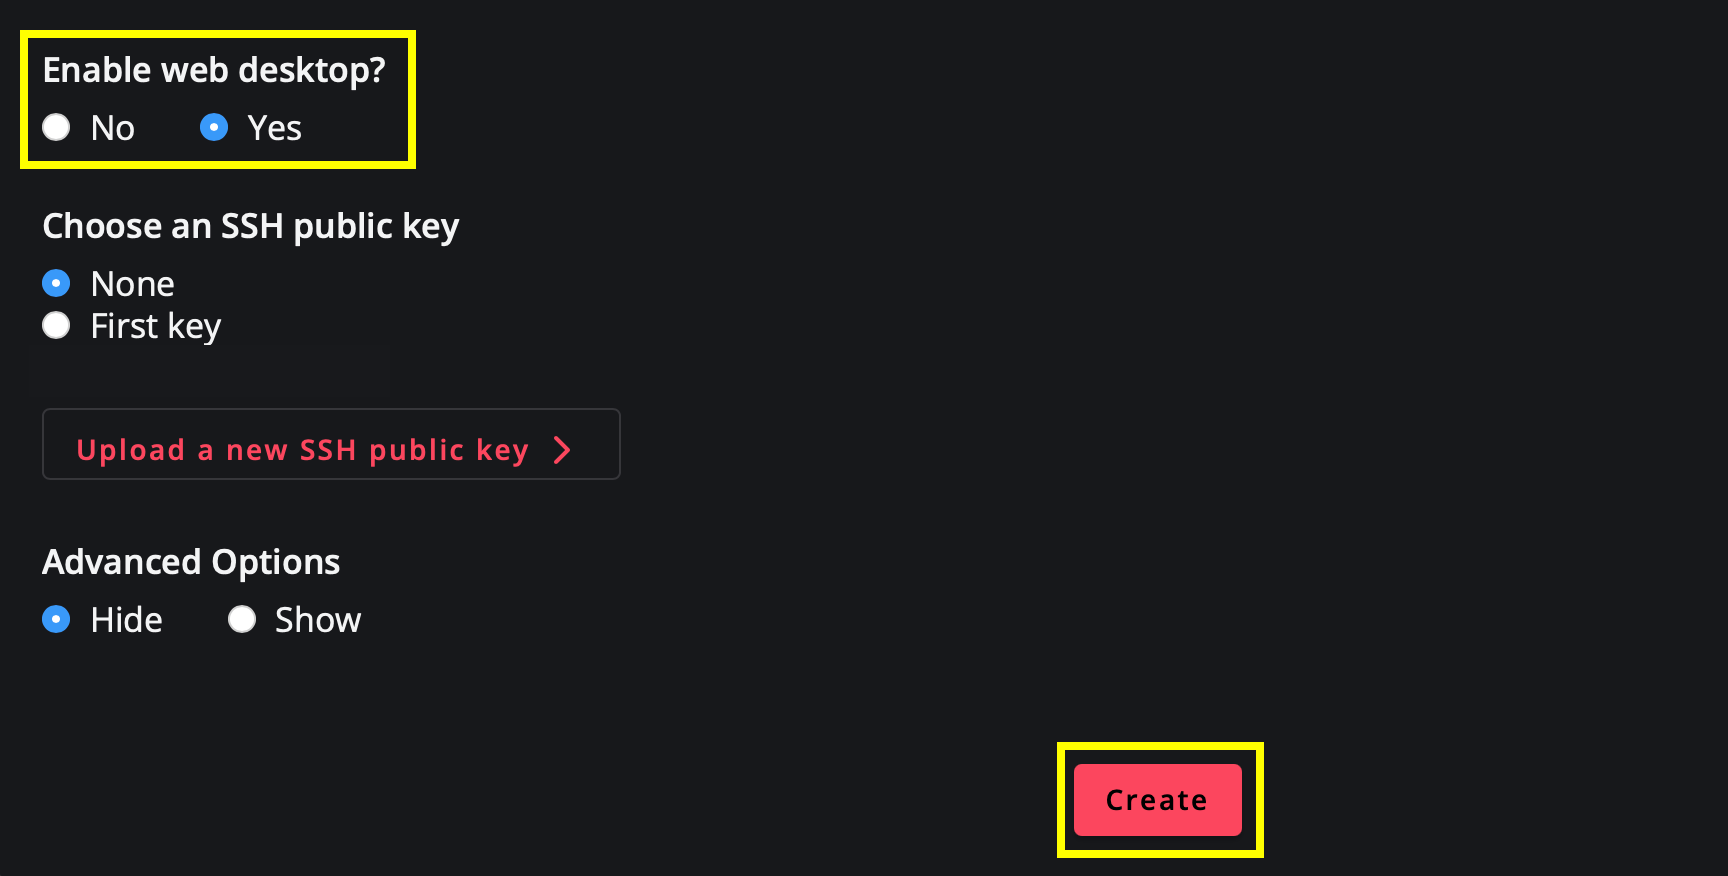 Enable web desktop?
No Yes
Choose an SSH public key
None
First key
Upload a new SSH public key
Advanced Options
Hide Show
Create